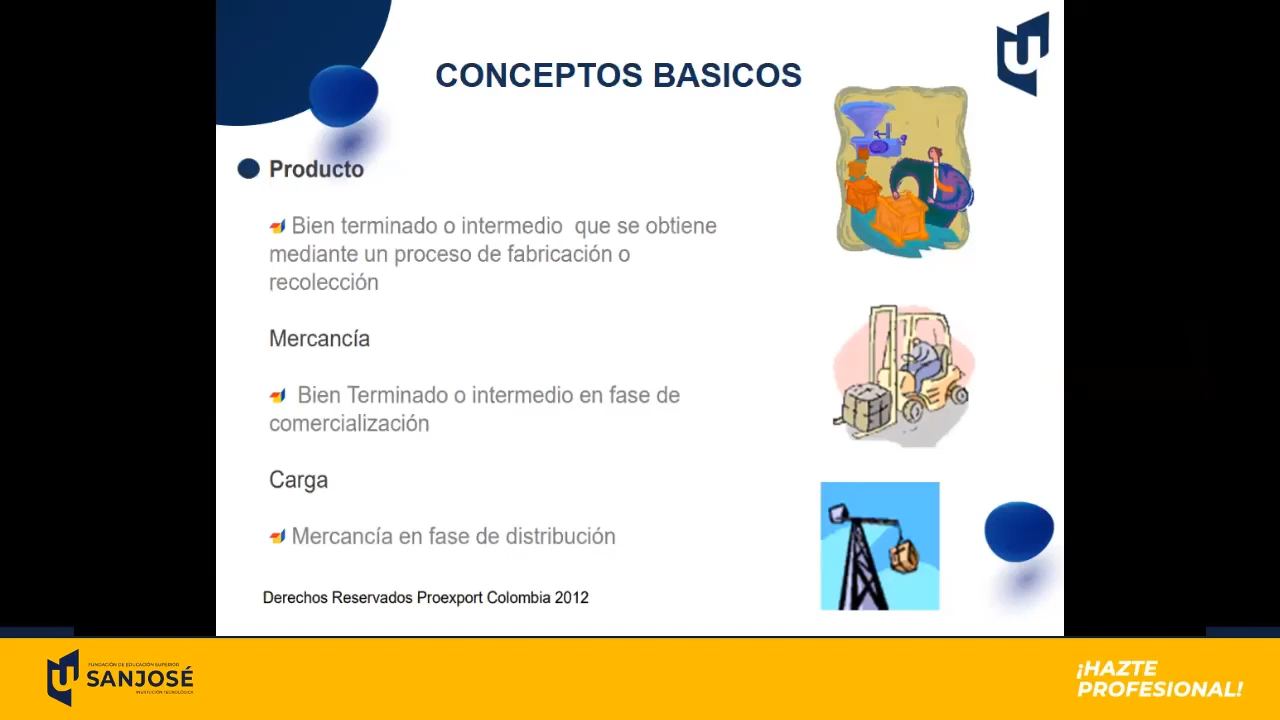 CONCEPTOS BASICOS
Producto
Bien terminado o intermedio que se obtiene
mediante un proceso de fabricación o
recolección
Mercancía
Bien Terminado o intermedio en fase de
comercialización
Carga
Mercancía en fase de distribución
Derechos Reservados Proexport Colombia 2012
FUNDACIÓN DE EDUCACIÓN SUPERIOR
SANJOSÉ
INSTITUCIÓN TECNOLÓGICA
¡HAZTE
PROFESIONAL!